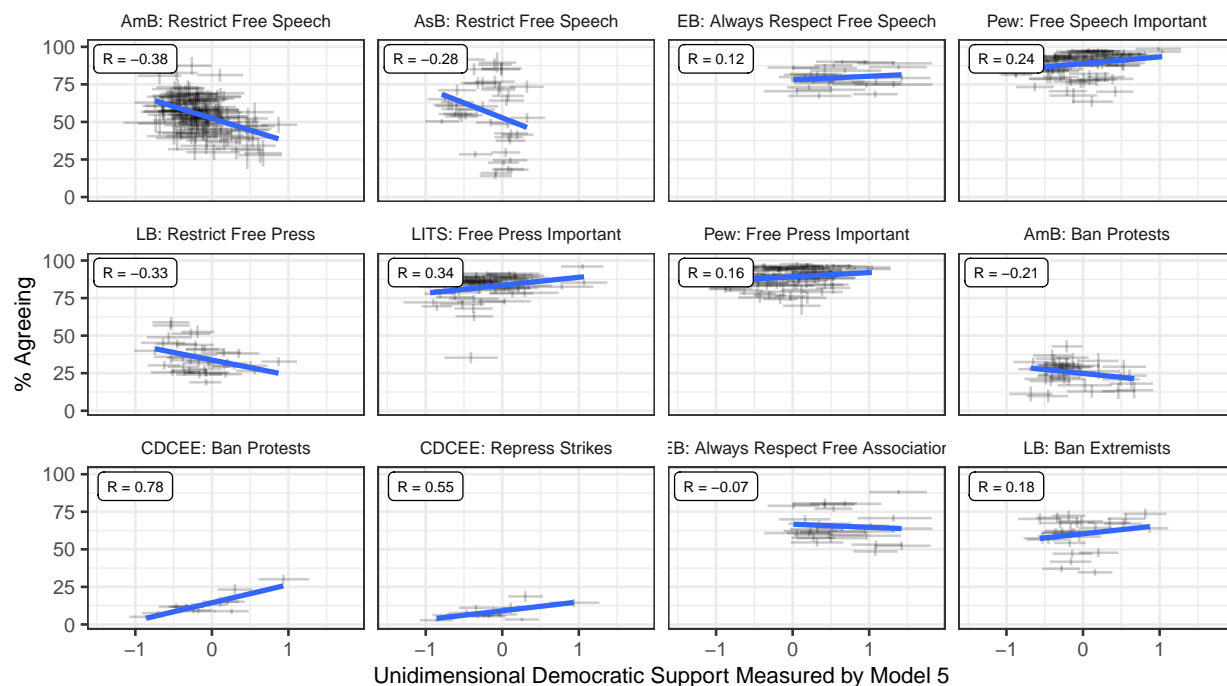 AmB: Restrict Free Speech
AsB: Restrict Free Speech
EB: Always Respect Free Speech
Pew: Free Speech Important
100
75
50
25
0
R = −0.38
R = −0.28
R = 0.12
R = 0.24
LB: Restrict Free Press
LITS: Free Press Important
Pew: Free Press Important
AmB: Ban Protests
100
75
50
25
0
R = −0.33
R = 0.34
R = 0.16
R = −0.21
% Agreeing
CDCEE: Ban Protests
CDCEE: Repress Strikes
EB: Always Respect Free Association
LB: Ban Extremists
100
75
50
25
0
R = 0.78
R = 0.55
R = −0.07
R = 0.18
−1 0 1
−1 0 1
−1 0 1
−1 0 1
Unidimensional Democratic Support Measured by Model 5